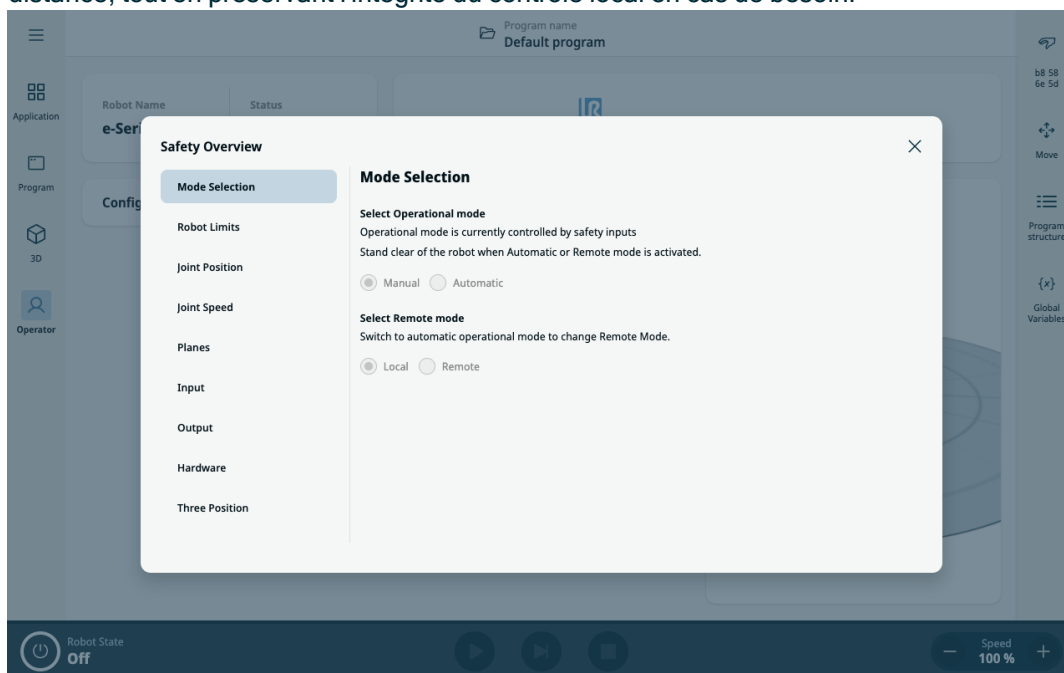 distance, tout en préservant l'intégrité du contrôle local en cas de besoin.
Program name
Default program
Application
Program
3D
Operator
Robot Name
Status
e-Seri
Config
Safety Overview
Mode Selection
Robot Limits
Joint Position
Joint Speed
Planes
Input
Output
Hardware
Three Position
Mode Selection
Select Operational mode
Operational mode is currently controlled by safety inputs
Stand clear of the robot when Automatic or Remote mode is activated.
Manual Automatic
Select Remote mode
Switch to automatic operational mode to change Remote Mode.
Local Remote
b8 58
6e 5d
Move
Program
structure
{x}
Global
Variables
Robot State
Off
Speed
100 %